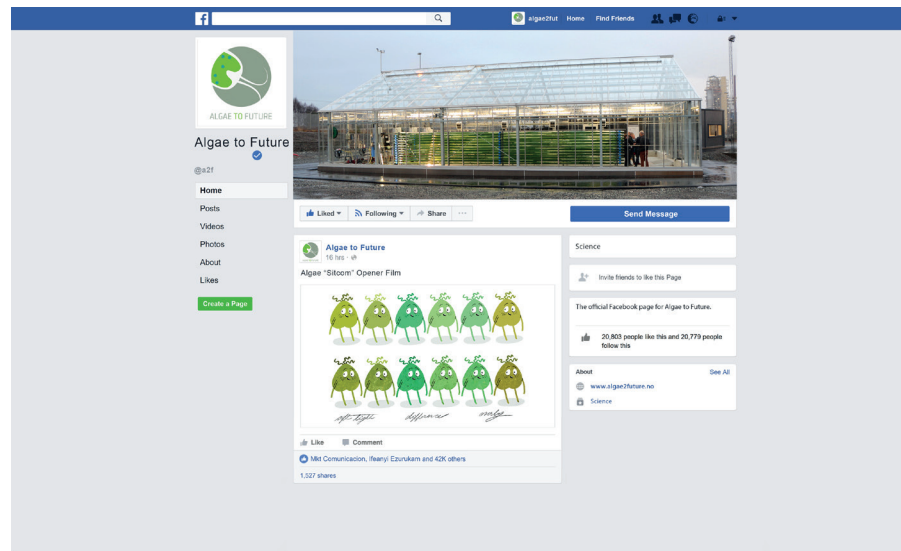 f
algae2fut Home Find Friends
ALGAE TO FUTURE
Algae to Future
@a2f
Home
Posts
Videos
Photos
About
Likes
Create a Page
Liked Following Share ...
Send Message
Algae to Future
16 hrs ·
Algae "Sitcom" Opener Film
Like Comment
Mkt Comunicacion, Ifeanyi Ezurukam and 42K others
1,527 shares
Science
Invite friends to like this Page
The official Facebook page for Algae to Future.
20,803 people like this and 20,779 people
follow this
About See All
www.algae2future.no
Science